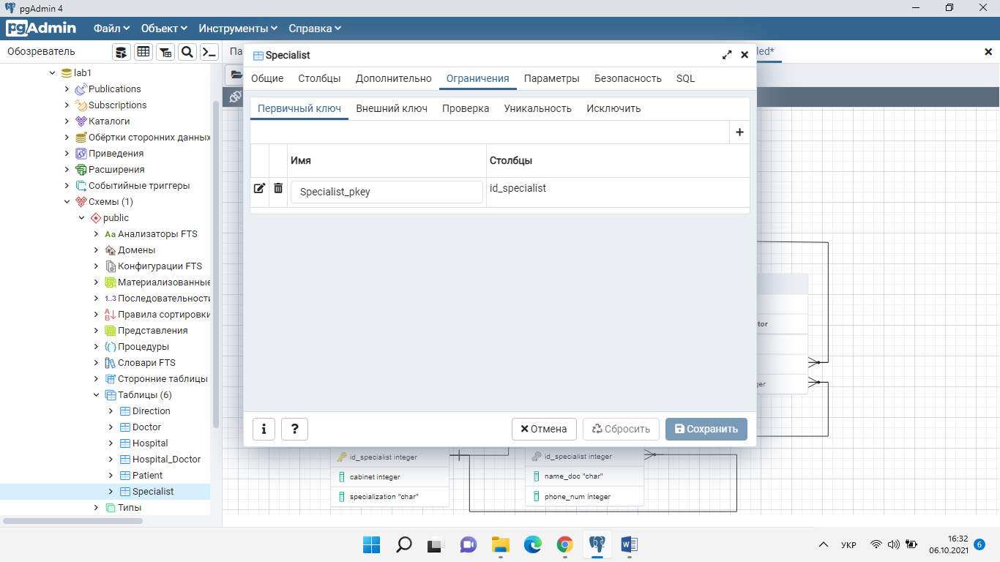 pgAdmin 4
pgAdmin Файл Объект Инструменты Справка
Обозреватель
led*
lab1
Publications
Subscriptions
Каталоги
Обёртки сторонних данных
Приведения
Расширения
Событийные триггеры
Схемы (1)
public
Aa Анализаторы FTS
Домены
Конфигурации FTS
Материализованные
1..3 Последовательности
Правила сортировки
Представления
Процедуры
Словари FTS
Сторонние таблицы
Таблицы (6)
Direction
Doctor
Hospital
Hospital_Doctor
Patient
Specialist
Типы
Specialist
Общие Столбцы Дополнительно Ограничения Параметры Безопасность SQL
Первичный ключ Внешний ключ Проверка Уникальность Исключить
Имя Столбцы
Specialist_pkey id_specialist
Отмена Сбросить Сохранить
tor
ger
id_specialist integer
cabinet integer
specialization "char"
id_specialist integer
name_doc "char"
phone_num integer
УКР
16:32
06.10.2021
6